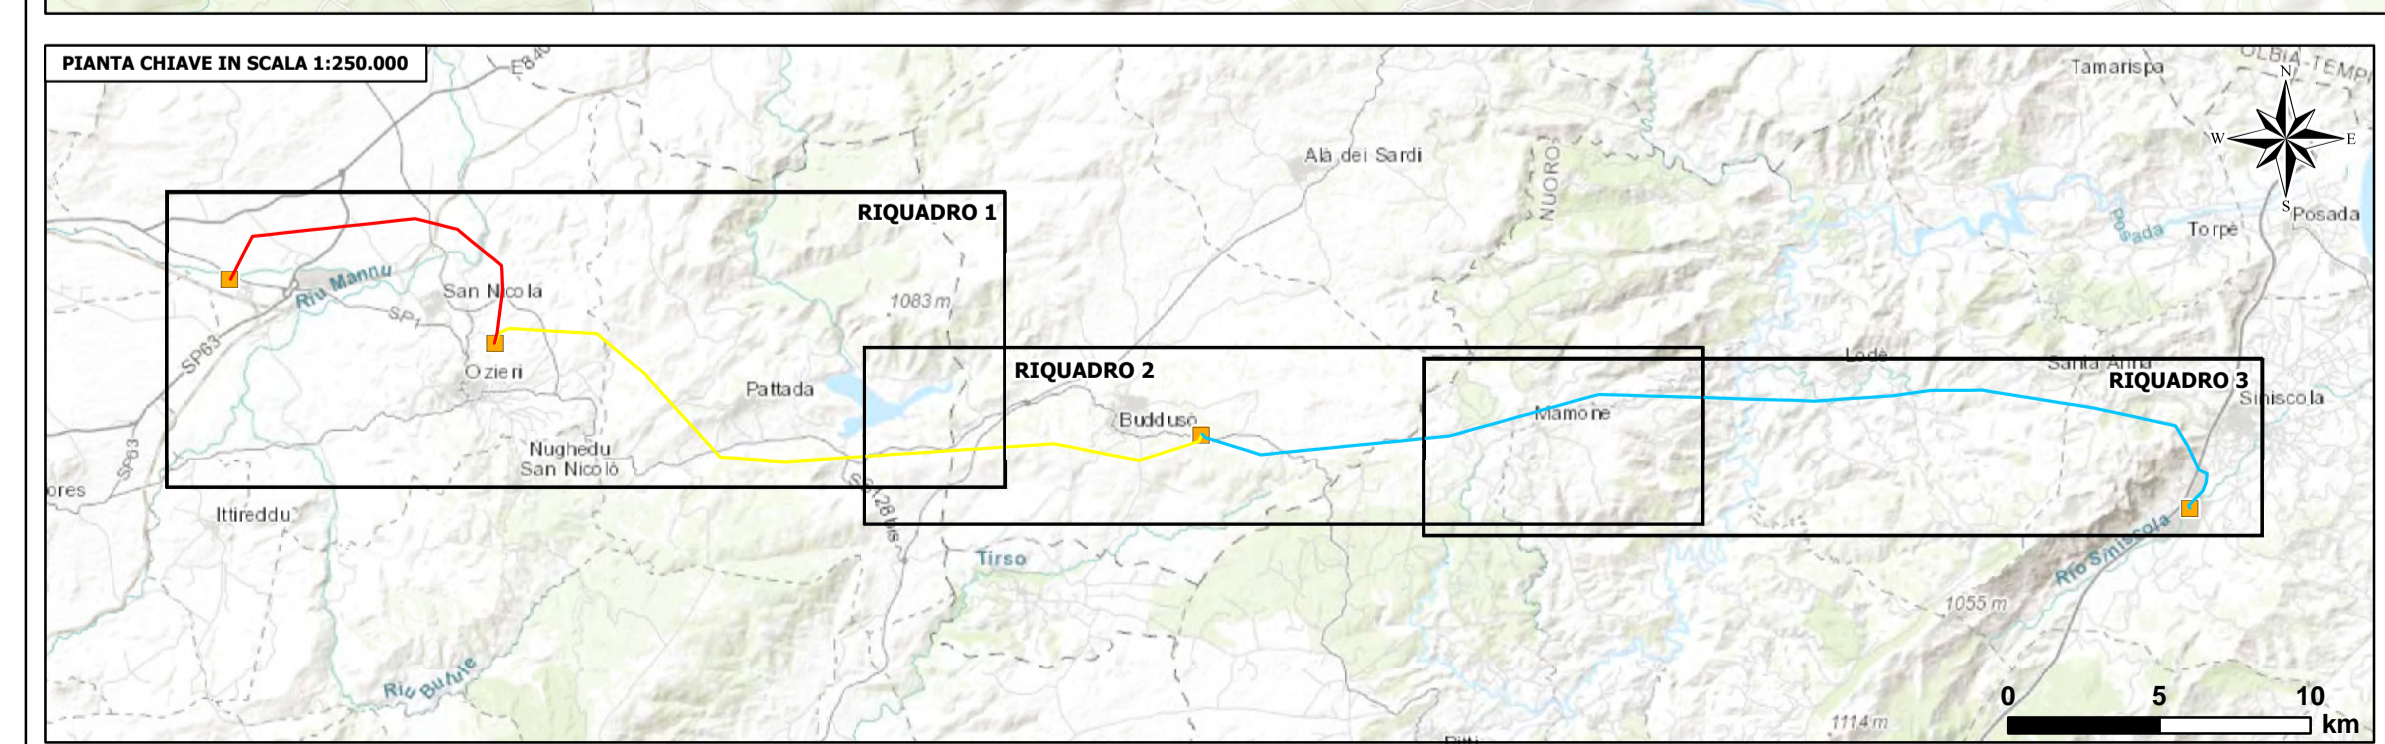 PIANTA CHIAVE IN SCALA 1:250.000
E840
Tamarispa
OLBIA-TEMPI
N
W
E
S
Alà dei Sardi
NUORO
RIQUADRO 1
Posada
Posada
Torpè
Riu Mannu
San Nicola
1083 m
SP1
SP63
Ozieri
Pattada
RIQUADRO 2
Lodè
Santa Anna
RIQUADRO 3
Siniscola
Buddusò
Mamone
Nughedu
San Nicolò
SP63
ores
Ittireddu
Tirso
Rio Siniscola
1055 m
Riu Butule
1114 m
0 5 10
km